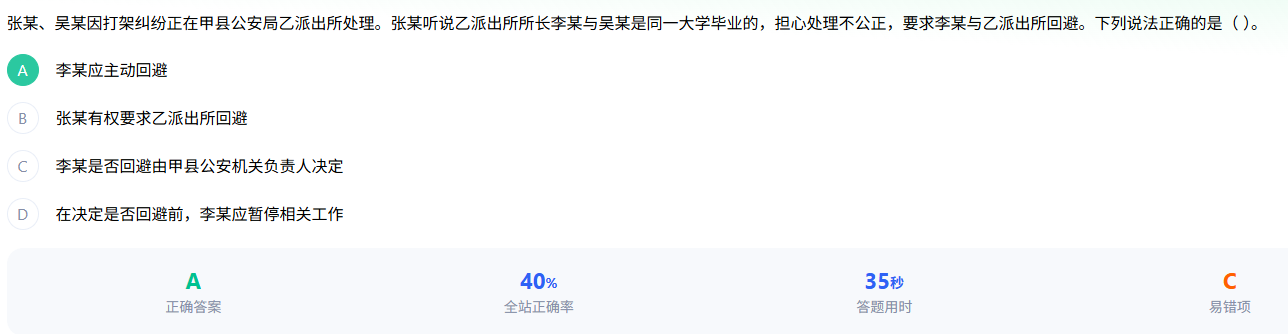 张某、吴某因打架纠纷正在甲县公安局乙派出所处理。张某听说乙派出所所长李某与吴某是同一大学毕业的，担心处理不公正，要求李某与乙派出所回避。下列说法正确的是（ ）。
A 李某应主动回避
B 张某有权要求乙派出所回避
C 李某是否回避由甲县公安机关负责人决定
D 在决定是否回避前，李某应暂停相关工作
A 40% 35秒 C
正确答案 全站正确率 答题用时 易错项